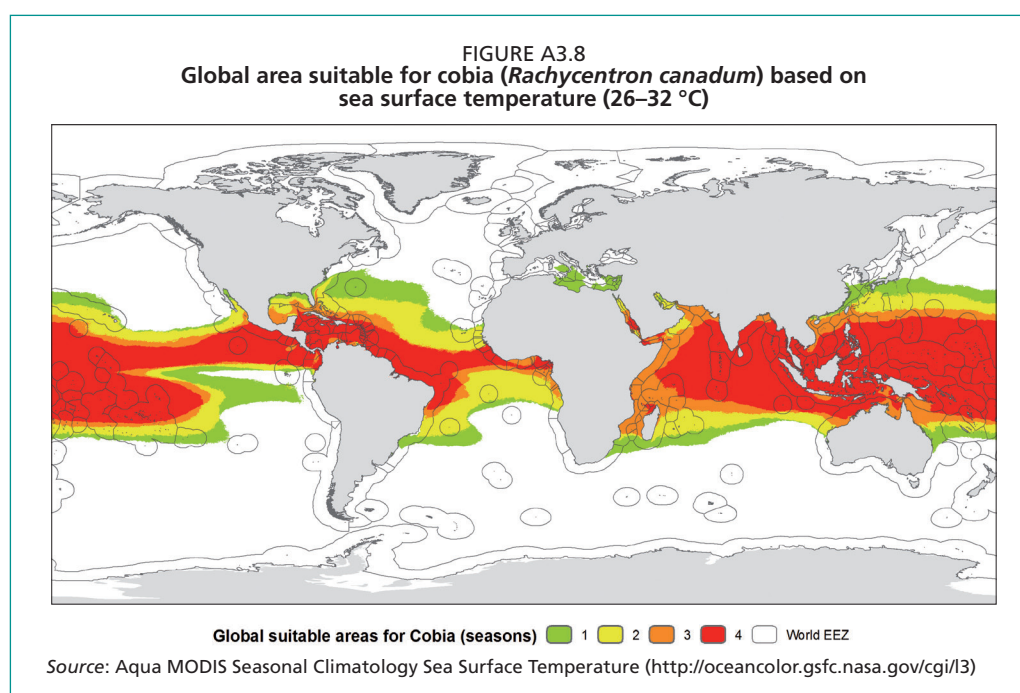 FIGURE A3.8
Global area suitable for cobia (Rachycentron canadum) based on
sea surface temperature (26–32 °C)
Global suitable areas for Cobia (seasons) 1 2 3 4 World EEZ
Source: Aqua MODIS Seasonal Climatology Sea Surface Temperature (http://oceancolor.gsfc.nasa.gov/cgi/l3)